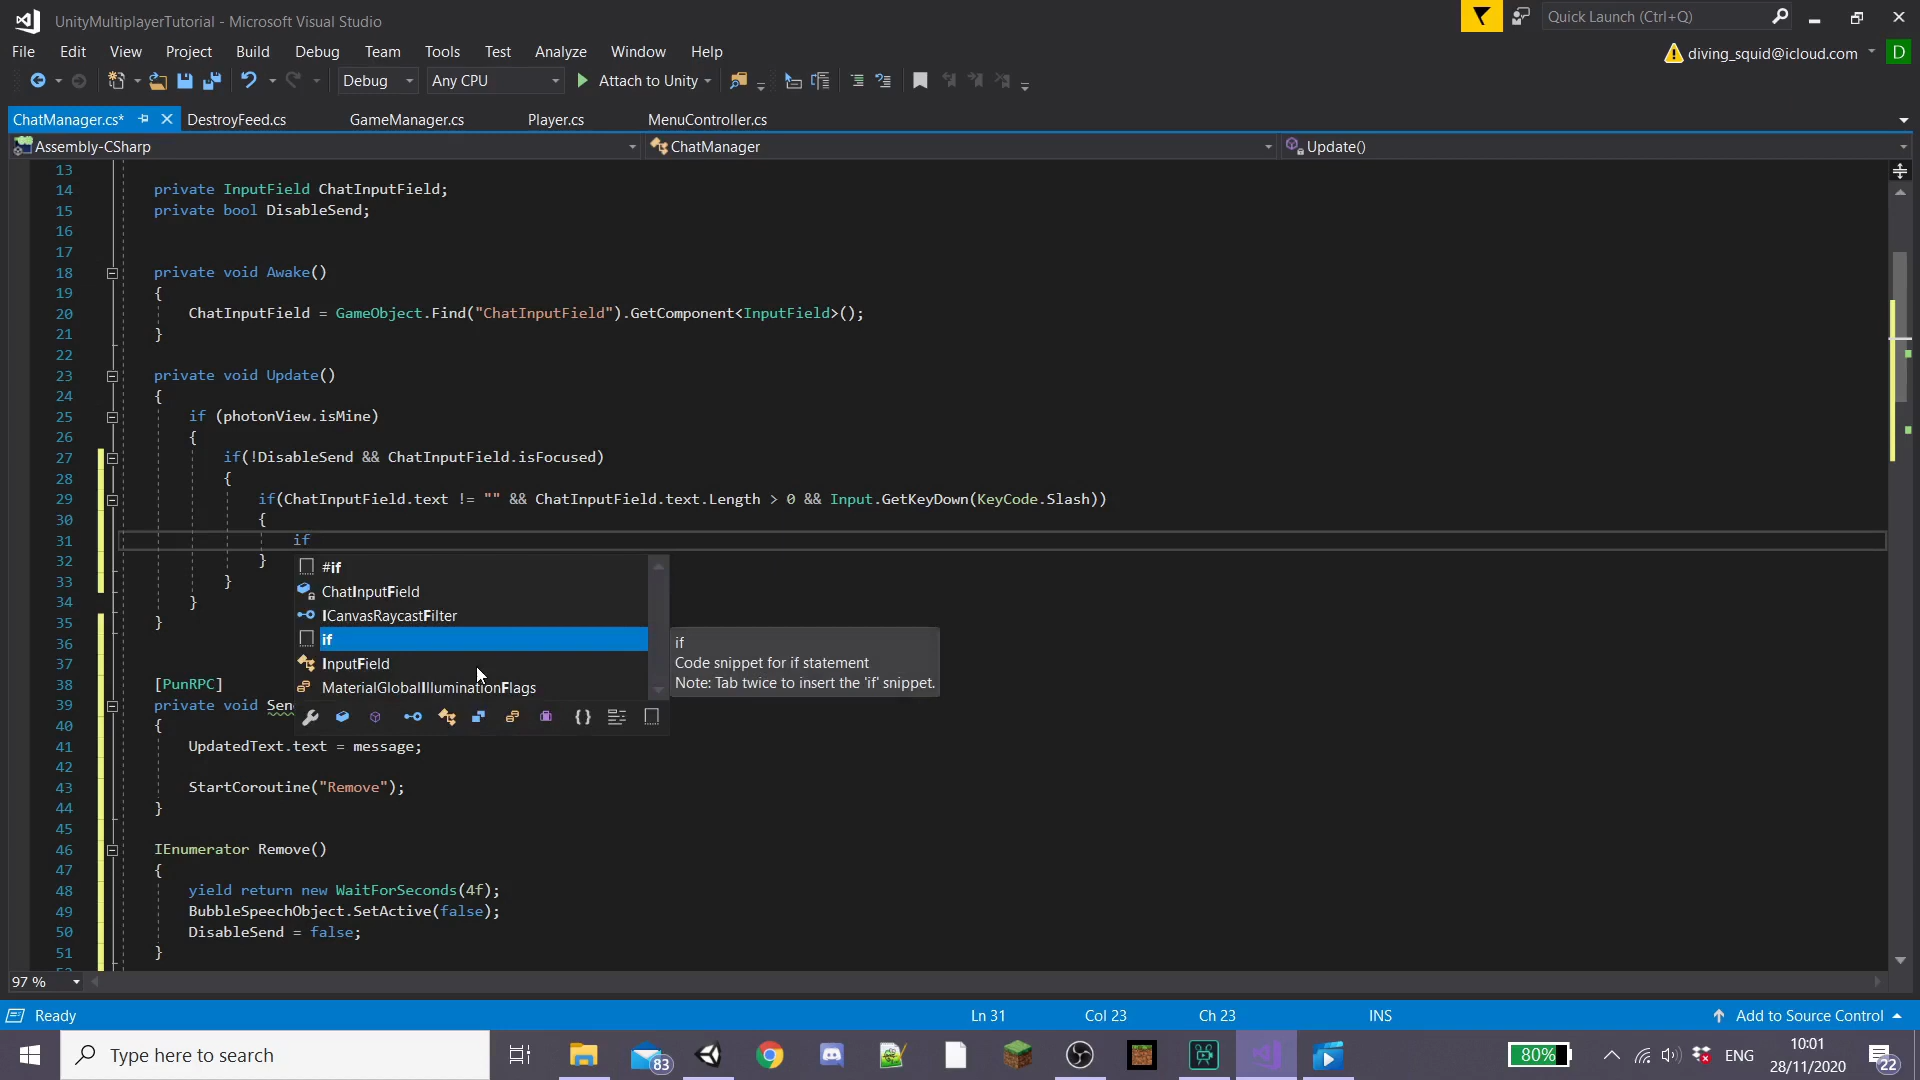 UnityMultiplayerTutorial - Microsoft Visual Studio
Quick Launch (Ctrl+Q)
File Edit View Project Build Debug Team Tools Test Analyze Window Help
diving_squid@icloud.com D
Debug Any CPU Attach to Unity
ChatManager.cs* DestroyFeed.cs GameManager.cs Player.cs MenuController.cs
Assembly-CSharp ChatManager Update()
13
14 private InputField ChatInputField;
15 private bool DisableSend;
16
17
18 private void Awake()
19 {
20 ChatInputField = GameObject.Find("ChatInputField").GetComponent<InputField>();
21 }
22
23 private void Update()
24 {
25 if (photonView.isMine)
26 {
27 if(!DisableSend && ChatInputField.isFocused)
28 {
29 if(ChatInputField.text != "" && ChatInputField.text.Length > 0 && Input.GetKeyDown(KeyCode.Slash))
30 {
31 if
32 }
33 }
34 }
35 }
36
37
38 [PunRPC]
39 private void Sen
40 {
41 UpdatedText.text = message;
42
43 StartCoroutine("Remove");
44 }
45
46 IEnumerator Remove()
47 {
48 yield return new WaitForSeconds(4f);
49 BubbleSpeechObject.SetActive(false);
50 DisableSend = false;
51 }
#if
ChatInputField
ICanvasRaycastFilter
if
InputField
MaterialGlobalIlluminationFlags
if
Code snippet for if statement
Note: Tab twice to insert the 'if' snippet.
97 %
Ready Ln 31 Col 23 Ch 23 INS Add to Source Control
Type here to search
83
80%
ENG
10:01
28/11/2020
22